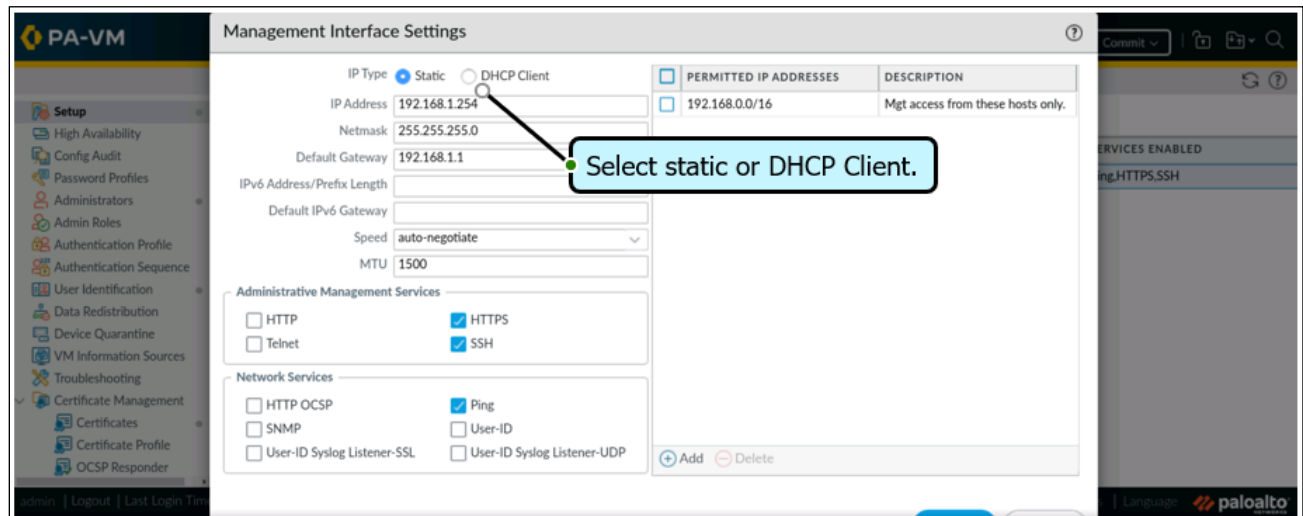 PA-VM
Management Interface Settings
Commit
IP Type Static DHCP Client
IP Address 192.168.1.254
Netmask 255.255.255.0
Default Gateway 192.168.1.1
IPv6 Address/Prefix Length
Default IPv6 Gateway
Speed auto-negotiate
MTU 1500
Administrative Management Services
HTTP HTTPS
Telnet SSH
Network Services
HTTP OCSP Ping
SNMP User-ID
User-ID Syslog Listener-SSL User-ID Syslog Listener-UDP
PERMITTED IP ADDRESSES DESCRIPTION
192.168.0.0/16 Mgt access from these hosts only.
Select static or DHCP Client.
Add Delete
Setup
High Availability
Config Audit
Password Profiles
Administrators
Admin Roles
Authentication Profile
Authentication Sequence
User Identification
Data Redistribution
Device Quarantine
VM Information Sources
Troubleshooting
Certificate Management
Certificates
Certificate Profile
OCSP Responder
ERVICES ENABLED
ing,HTTPS,SSH
admin | Logout | Last Login Tim
| Language paloalto